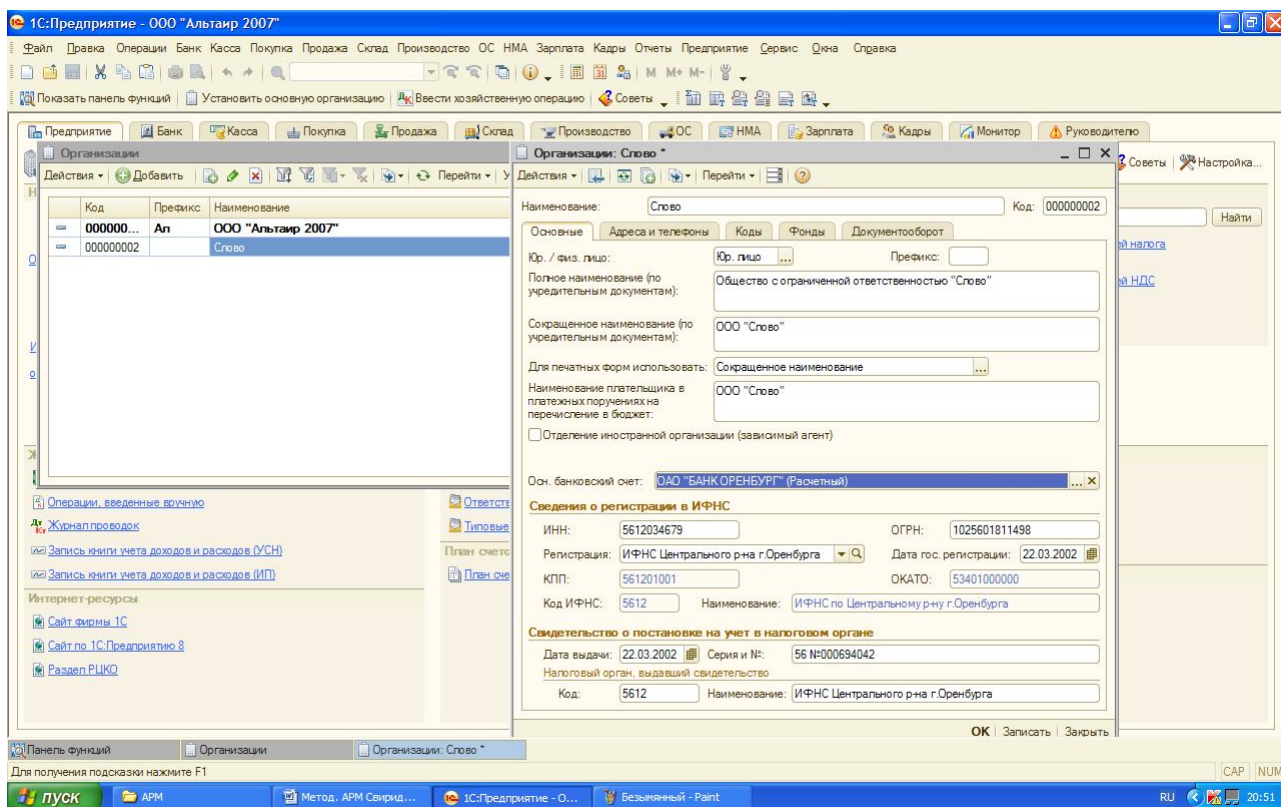 1С:Предприятие - ООО "Альтаир 2007"
Файл Правка Операции Банк Касса Покупка Продажа Склад Производство ОС НМА Зарплата Кадры Отчеты Предприятие Сервис Окна Справка
M M+ M-
Показать панель функций Установить основную организацию Ввести хозяйственную операцию Советы
Предприятие Банк Касса Покупка Продажа Склад Производство ОС НМА Зарплата Кадры Монитор Руководителю
Организации
Организации: Слово *
Советы Настройка...
Действия Добавить Перейти
Действия Перейти
Код Префикс Наименование
000000... Ал ООО "Альтаир 2007"
000000002 Слово
Наименование: Слово Код: 000000002
Найти
Основные Адреса и телефоны Коды Фонды Документооборот
ей налога
Юр. / физ. лицо: Юр. лицо ... Префикс:
Полное наименование (по учредительным документам): Общество с ограниченной ответственностью "Слово"
ей НДС
Сокращенное наименование (по учредительным документам): ООО "Слово"
Для печатных форм использовать: Сокращенное наименование ...
Наименование плательщика в платежных поручениях на перечисление в бюджет: ООО "Слово"
Отделение иностранной организации (зависимый агент)
Осн. банковский счет: ОАО "БАНК ОРЕНБУРГ" (Расчетный) ...
Сведения о регистрации в ИФНС
ИНН: 5612034679 ОГРН: 1025601811498
Регистрация: ИФНС Центрального р-на г.Оренбурга Дата гос. регистрации: 22.03.2002
КПП: 561201001 ОКАТО: 53401000000
Код ИФНС: 5612 Наименование: ИФНС по Центральному р-ну г.Оренбурга
Свидетельство о постановке на учет в налоговом органе
Дата выдачи: 22.03.2002 Серия и №: 56 №000694042
Налоговый орган, выдавший свидетельство
Код: 5612 Наименование: ИФНС Центрального р-на г.Оренбурга
OK Записать Закрыть
Операции, введенные вручную
Ответств
Журнал проводок
Типовые
Запись книги учета доходов и расходов (УСН)
План счето
Запись книги учета доходов и расходов (ИП)
План сче
Интернет-ресурсы
Сайт фирмы 1С
Сайт по 1С:Предприятию 8
Раздел РЦКО
Панель функций Организации Организации: Слово *
Для получения подсказки нажмите F1
CAP NUM
пуск АРМ Метод. АРМ Свирид... 1С:Предприятие - О... Безымянный - Paint RU 20:51